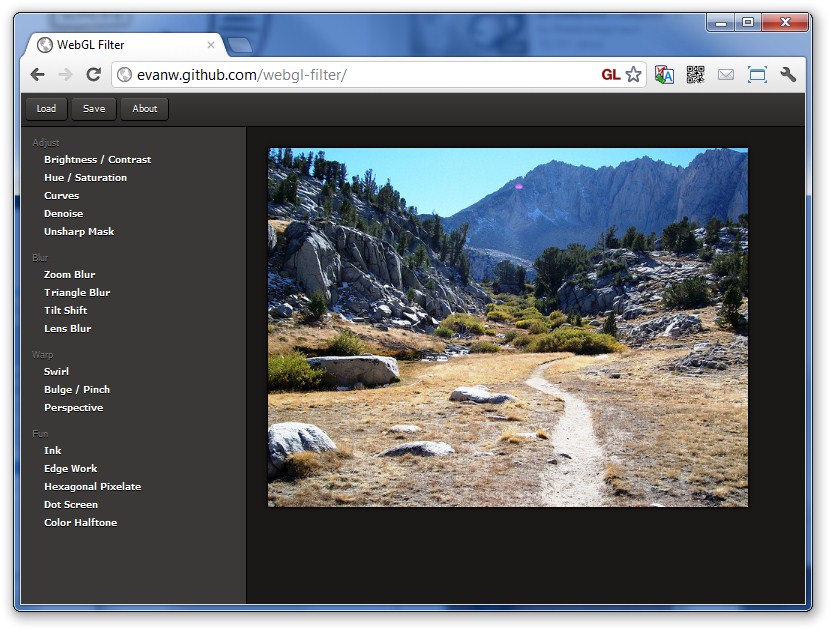 WebGL Filter
evanw.github.com/webgl-filter/
GL
Load Save About
Adjust
Brightness / Contrast
Hue / Saturation
Curves
Denoise
Unsharp Mask
Blur
Zoom Blur
Triangle Blur
Tilt Shift
Lens Blur
Warp
Swirl
Bulge / Pinch
Perspective
Fun
Ink
Edge Work
Hexagonal Pixelate
Dot Screen
Color Halftone